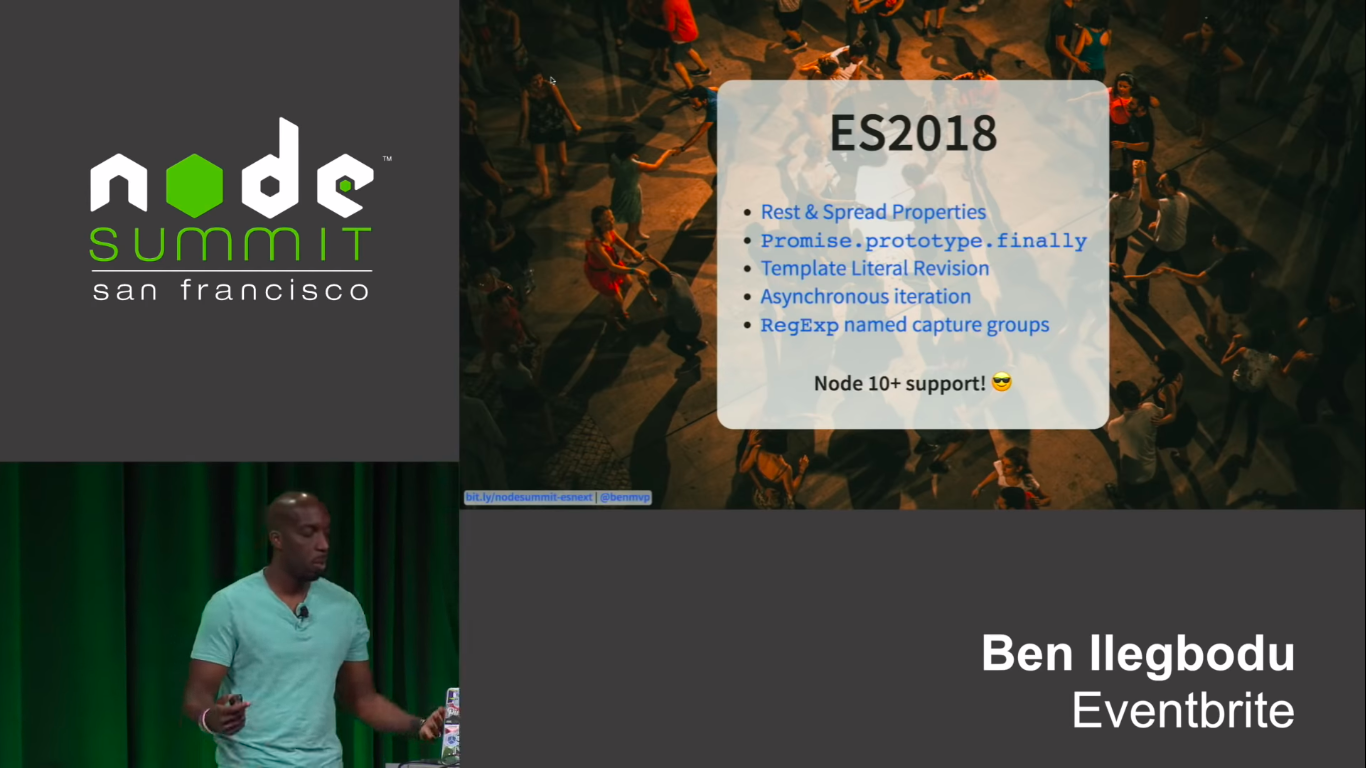 node™
SUMMIT
san francisco
ES2018
• Rest & Spread Properties
• Promise.prototype.finally
• Template Literal Revision
• Asynchronous iteration
• RegExp named capture groups
Node 10+ support! 😎
bit.ly/nodesummit-esnext | @benmvp
Ben Ilegbodu
Eventbrite